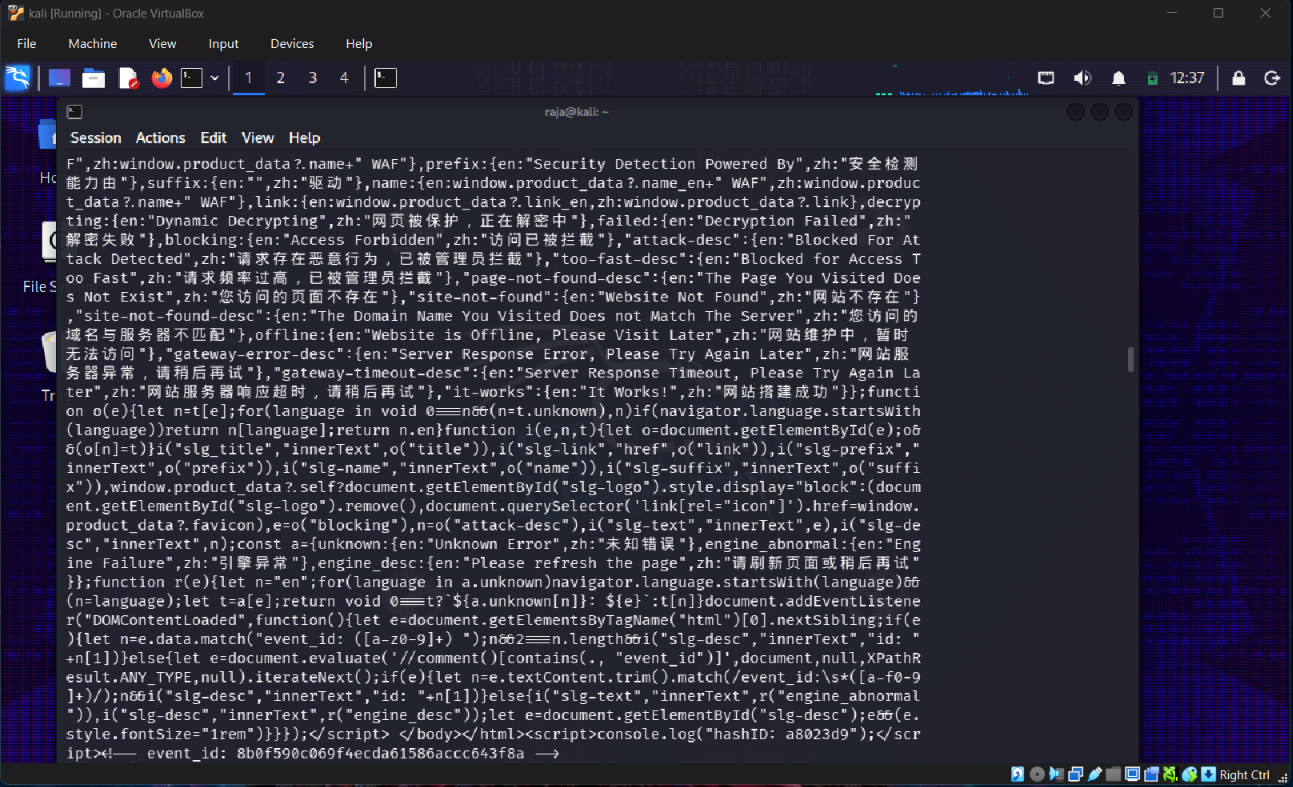 kali [Running] - Oracle VirtualBox
File Machine View Input Devices Help
1 2 3 4 12:37
raja@kali: ~
Session Actions Edit View Help
F",zh:window.product_data?.name+" WAF"},prefix:{en:"Security Detection Powered By",zh:"安全检测
能力由"},suffix:{en:"",zh:"驱动"},name:{en:window.product_data?.name_en+" WAF",zh:window.produc
t_data?.name+" WAF"},link:{en:window.product_data?.link_en,zh:window.product_data?.link},decryp
ting:{en:"Dynamic Decrypting",zh:"网页被保护，正在解密中"},failed:{en:"Decryption Failed",zh:"
解密失败"},blocking:{en:"Access Forbidden",zh:"访问已被拦截"},"attack-desc":{en:"Blocked For At
tack Detected",zh:"请求存在恶意行为，已被管理员拦截"},"too-fast-desc":{en:"Blocked for Access T
oo Fast",zh:"请求频率过高，已被管理员拦截"},"page-not-found-desc":{en:"The Page You Visited Doe
s Not Exist",zh:"您访问的页面不存在"},"site-not-found":{en:"Website Not Found",zh:"网站不存在"}
,"site-not-found-desc":{en:"The Domain Name You Visited Does not Match The Server",zh:"您访问的
域名与服务器不匹配"},offline:{en:"Website is Offline, Please Visit Later",zh:"网站维护中，暂时
无法访问"},"gateway-error-desc":{en:"Server Response Error, Please Try Again Later",zh:"网站服
务器异常，请稍后再试"},"gateway-timeout-desc":{en:"Server Response Timeout, Please Try Again La
ter",zh:"网站服务器响应超时，请稍后再试"},"it-works":{en:"It Works!",zh:"网站搭建成功"}};functi
on o(e){let n=t[e];for(language in void 0===n&&(n=t.unknown),n)if(navigator.language.startsWith
(language))return n[language];return n.en}function i(e,n,t){let o=document.getElementById(e);o&
&(o[n]=t)}i("slg_title","innerText",o("title")),i("slg-link","href",o("link")),i("slg-prefix","
innerText",o("prefix")),i("slg-name","innerText",o("name")),i("slg-suffix","innerText",o("suffi
x")),window.product_data?.self?document.getElementById("slg-logo").style.display="block":(docum
ent.getElementById("slg-logo").remove(),document.querySelector('link[rel="icon"]').href=window.
product_data?.favicon),e=o("blocking"),n=o("attack-desc"),i("slg-text","innerText",e),i("slg-de
sc","innerText",n);const a={unknown:{en:"Unknown Error",zh:"未知错误"},engine_abnormal:{en:"Eng
ine Failure",zh:"引擎异常"},engine_desc:{en:"Please refresh the page",zh:"请刷新页面或稍后再试"
}};function r(e){let n="en";for(language in a.unknown)navigator.language.startsWith(language)&&
(n=language);let t=a[e];return void 0===t?`${a.unknown[n]}: ${e}`:t[n]}document.addEventListene
r("DOMContentLoaded",function(){let e=document.getElementsByTagName("html")[0].nextSibling;if(e
){let n=e.data.match("event_id: ([a-z0-9]+) ");n&&2===n.length&&i("slg-desc","innerText","id: "
+n[1])}else{let e=document.evaluate('//comment()[contains(., "event_id")]',document,null,XPathR
esult.ANY_TYPE,null).iterateNext();if(e){let n=e.textContent.trim().match(/event_id:\s*([a-f0-9
]+)/);n&&i("slg-desc","innerText","id: "+n[1])}else{i("slg-text","innerText",r("engine_abnormal
")),i("slg-desc","innerText",r("engine_desc"));let e=document.getElementById("slg-desc");e&&(e.
style.fontSize="1rem")}}});</script> </body></html><script>console.log("hashID: a8023d9");</scr
ipt><!-- event_id: 8b0f590c069f4ecda61586accc643f8a -->
Right Ctrl